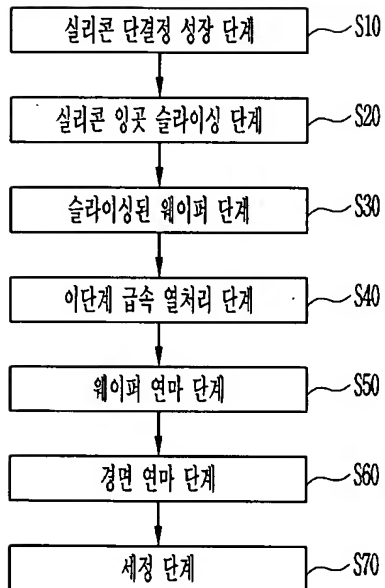 실리콘 단결정 성장 단계 S10
실리콘 잉곳 슬라이싱 단계 S20
슬라이싱된 웨이퍼 단계 S30
이단계 급속 열처리 단계 S40
웨이퍼 연마 단계 S50
경면 연마 단계 S60
세정 단계 S70